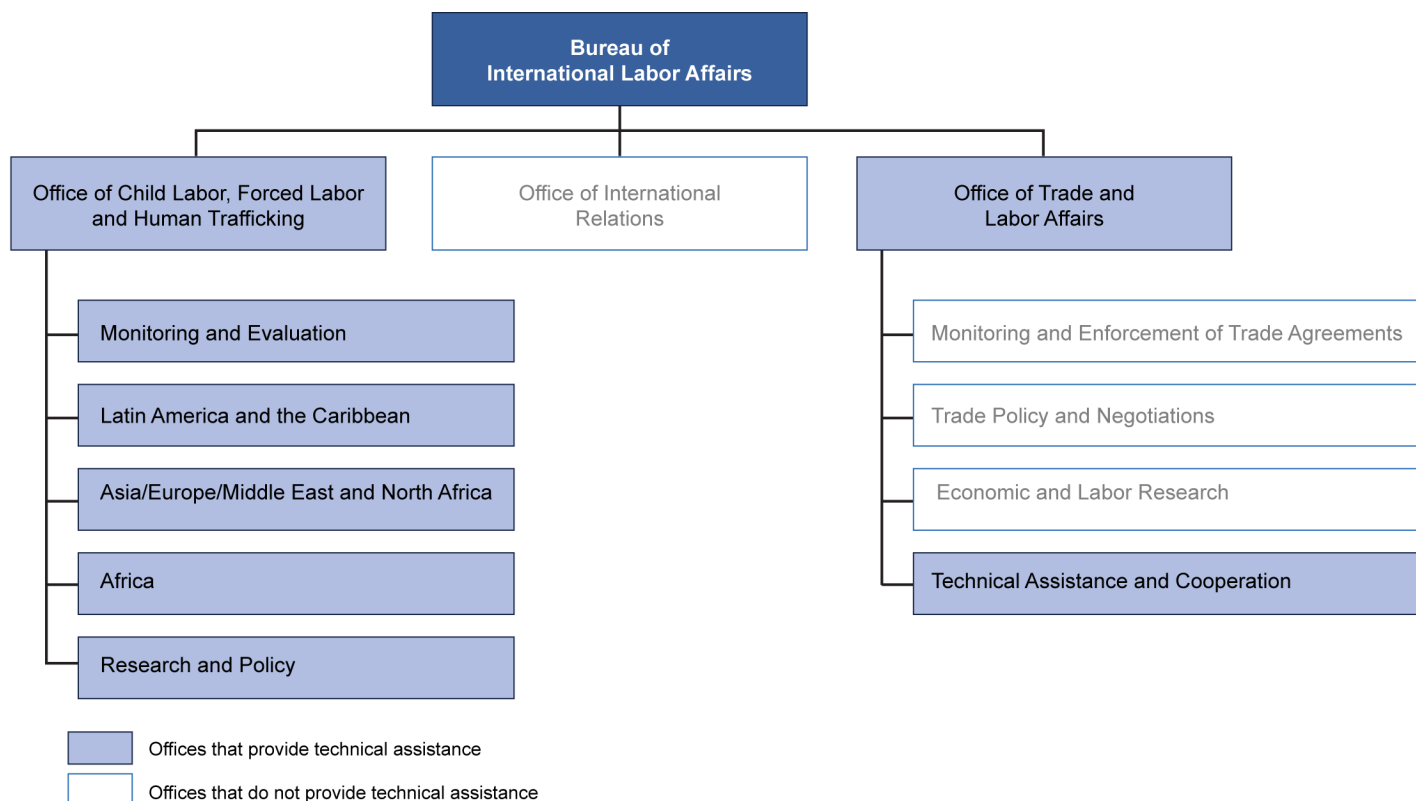 Bureau of
International Labor Affairs
Office of Child Labor, Forced Labor
and Human Trafficking
Office of International
Relations
Office of Trade and
Labor Affairs
Monitoring and Evaluation
Latin America and the Caribbean
Asia/Europe/Middle East and North Africa
Africa
Research and Policy
Monitoring and Enforcement of Trade Agreements
Trade Policy and Negotiations
Economic and Labor Research
Technical Assistance and Cooperation
Offices that provide technical assistance
Offices that do not provide technical assistance